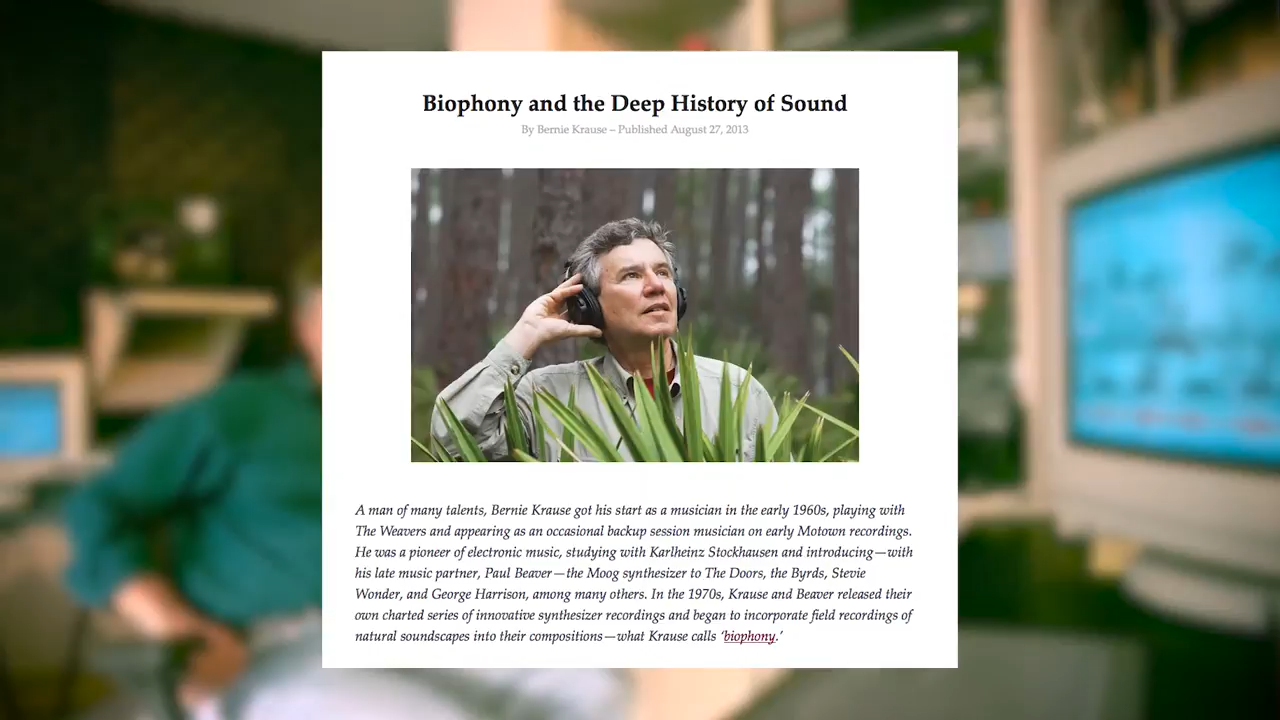 Biophony and the Deep History of Sound
By Bernie Krause – Published August 27, 2013
A man of many talents, Bernie Krause got his start as a musician in the early 1960s, playing with
The Weavers and appearing as an occasional backup session musician on early Motown recordings.
He was a pioneer of electronic music, studying with Karlheinz Stockhausen and introducing—with
his late music partner, Paul Beaver—the Moog synthesizer to The Doors, the Byrds, Stevie
Wonder, and George Harrison, among many others. In the 1970s, Krause and Beaver released their
own charted series of innovative synthesizer recordings and began to incorporate field recordings of
natural soundscapes into their compositions—what Krause calls ‘biophony.’